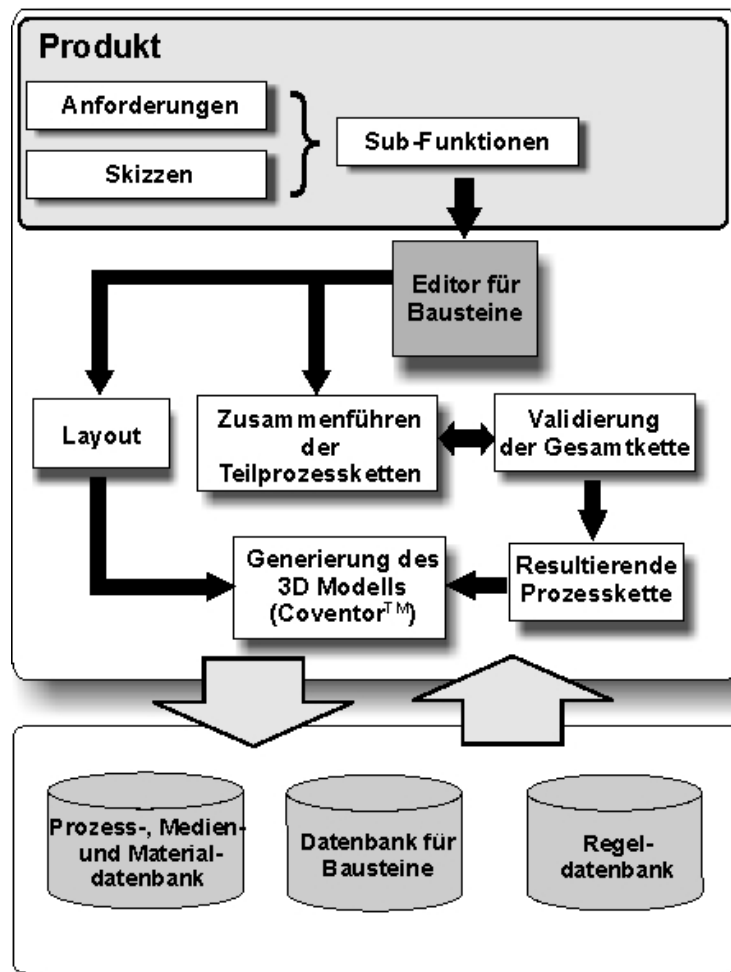 Produkt
Anforderungen
Skizzen
Sub-Funktionen
Editor für
Bausteine
Layout
Zusammenführen
der
Teilprozessketten
Validierung
der Gesamtkette
Generierung des
3D Modells
(Coventor™)
Resultierende
Prozesskette
Prozess-, Medien-
und Material-
datenbank
Datenbank für
Bausteine
Regel-
datenbank